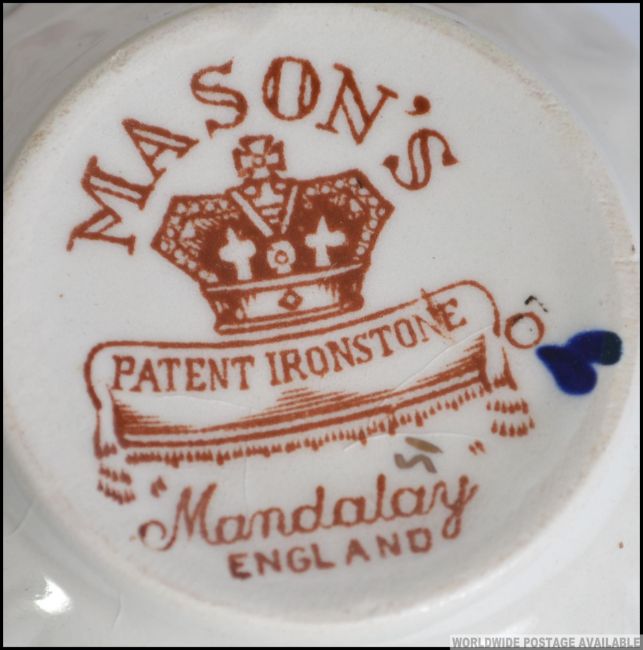 MASON'S
PATENT IRONSTONE
"Mandalay"
ENGLAND
WORLDWIDE POSTAGE AVAILABLE